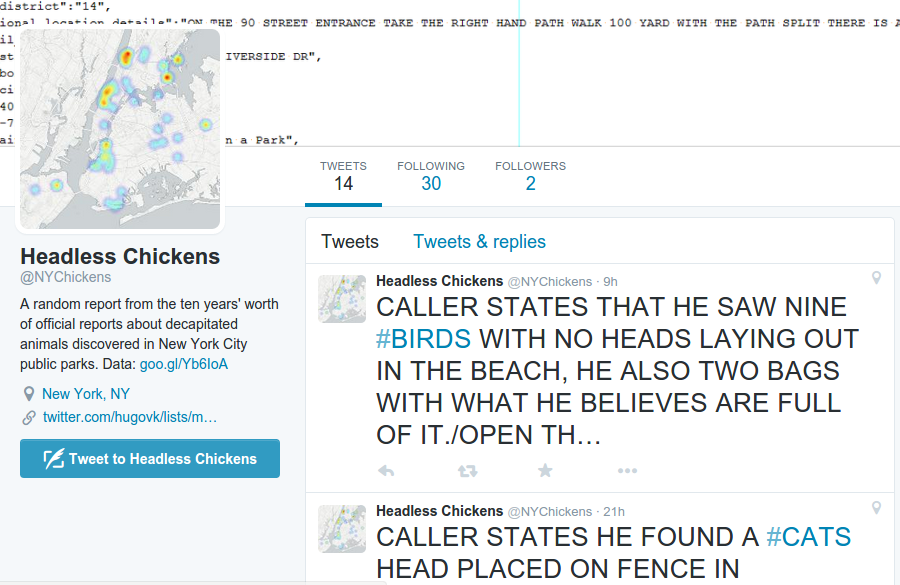 district":"14",
ional_location_details":"ON THE 90 STREET ENTRANCE TAKE THE RIGHT HAND PATH WALK 100 YARD WITH THE PATH SPLIT THERE IS A
il
st
IVERSIDE DR",
bo
ci
40
-7
ai
n a Park",
TWEETS
14
FOLLOWING
30
FOLLOWERS
2
Headless Chickens
@NYChickens
A random report from the ten years' worth
of official reports about decapitated
animals discovered in New York City
public parks. Data: goo.gl/Yb6IoA
New York, NY
twitter.com/hugovk/lists/m…
Tweet to Headless Chickens
Tweets Tweets & replies
Headless Chickens @NYChickens · 9h
CALLER STATES THAT HE SAW NINE
#BIRDS WITH NO HEADS LAYING OUT
IN THE BEACH, HE ALSO TWO BAGS
WITH WHAT HE BELIEVES ARE FULL
OF IT./OPEN TH…
Headless Chickens @NYChickens · 21h
CALLER STATES HE FOUND A #CATS
HEAD PLACED ON FENCE IN